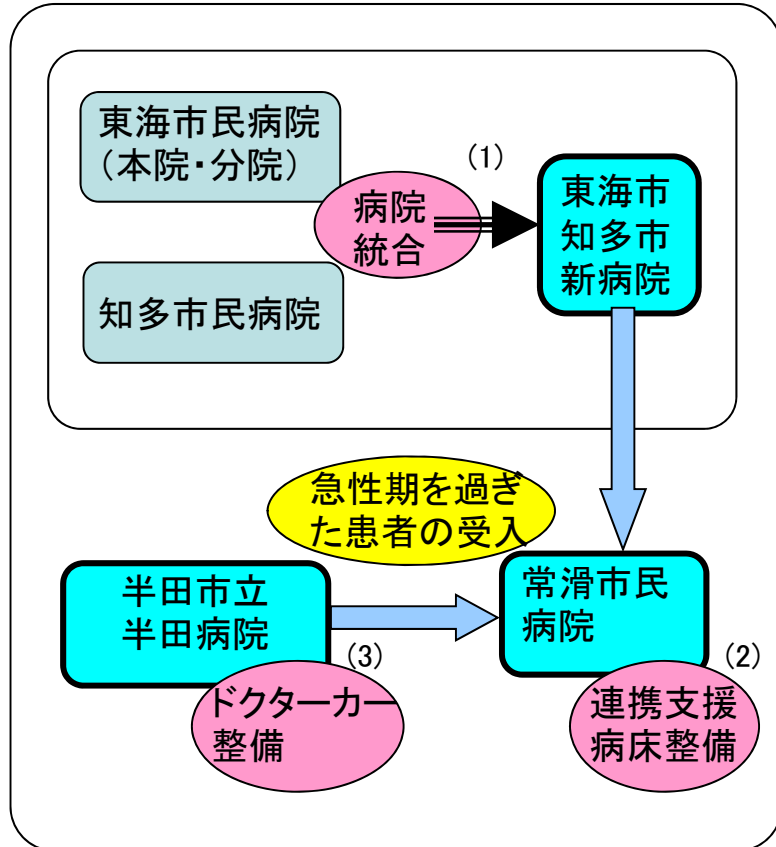 東海市民病院
(本院・分院)
(1)
病院
統合
東海市
知多市
新病院
知多市民病院
急性期を過ぎ
た患者の受入
半田市立
半田病院
常滑市民
病院
(3)
ドクターカー
整備
(2)
連携支援
病床整備